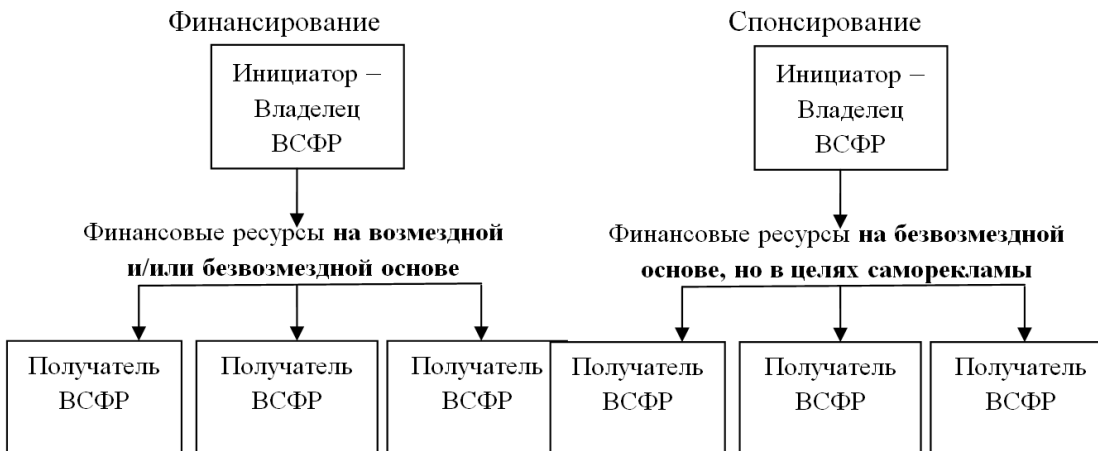 Финансирование
Инициатор –
Владелец
ВСФР
Финансовые ресурсы на возмездной
и/или безвозмездной основе
Получатель
ВСФР
Получатель
ВСФР
Получатель
ВСФР
Спонсирование
Инициатор –
Владелец
ВСФР
Финансовые ресурсы на безвозмездной
основе, но в целях саморекламы
Получатель
ВСФР
Получатель
ВСФР
Получатель
ВСФР